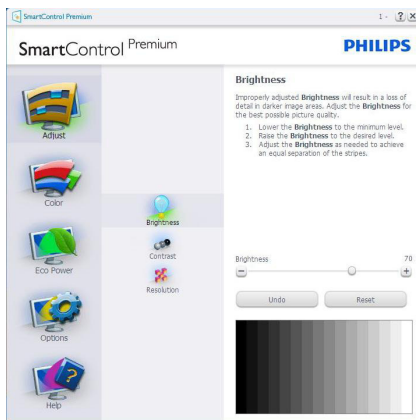 SmartControl Premium
1 - ? X
SmartControl Premium
PHILIPS
Adjust
Color
Eco Power
Options
Help
Brightness
Contrast
Resolution
Brightness
Improperly adjusted Brightness will result in a loss of
detail in darker image areas. Adjust the Brightness for
the best possible picture quality.
1. Lower the Brightness to the minimum level.
2. Raise the Brightness to the desired level.
3. Adjust the Brightness as needed to achieve
an equal separation of the stripes.
Brightness 70
Undo Reset